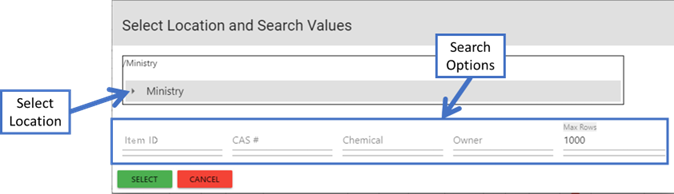 Select Location and Search Values
Search
Options
/Ministry
Ministry
Select
Location
Item ID
CAS #
Chemical
Owner
Max Rows
1000
SELECT
CANCEL